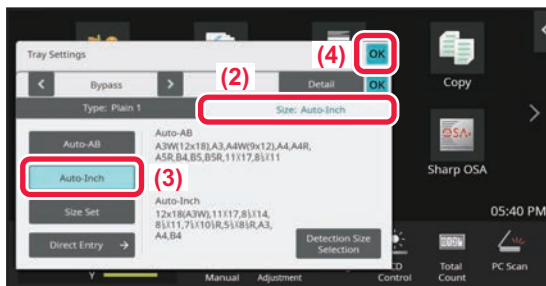 Tray Settings
(4)
OK
Bypass
(2)
Detail
OK
Copy
Type: Plain 1
Size: Auto-Inch
Auto-AB
Auto-AB
A3W(12x18),A3,A4W(9x12),A4,A4R,
A5R,B4,B5,B5R,11X17,8½X11
OSA
Sharp OSA
Auto-Inch
(3)
Auto-Inch
12x18(A3W),11X17,8½X14,
8½X11,7¼X10½R,5½X8½R,A3,
A4,B4
Size Set
05:40 PM
Direct Entry →
Detection Size
Selection
Y
Manual
Adjustment
Control
Total
Count
PC Scan